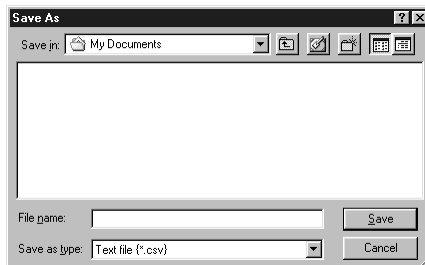 Save As
Save in: My Documents
File name: Save
Save as type: Text file {*.csv} Cancel